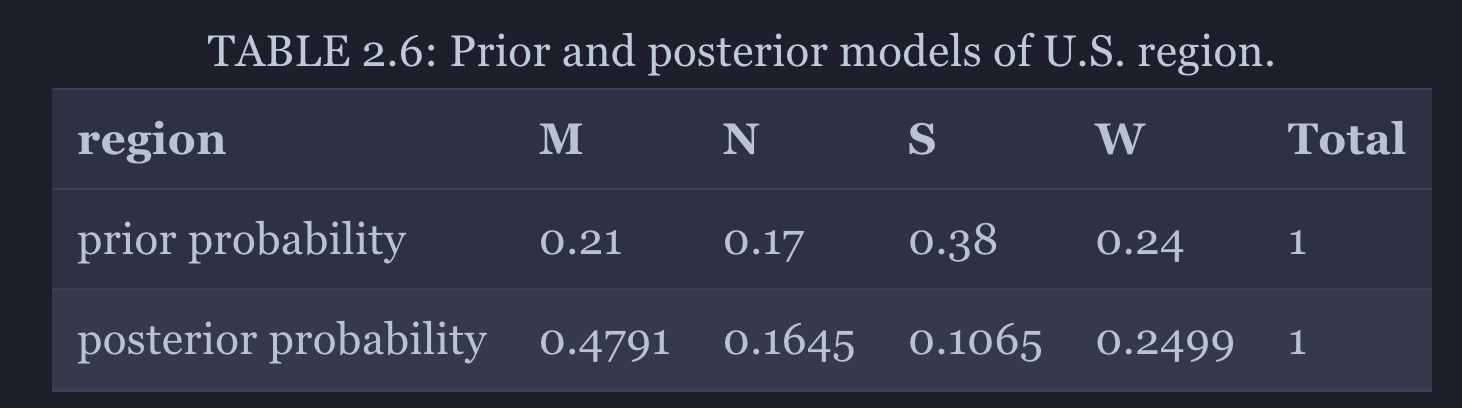 TABLE 2.6: Prior and posterior models of U.S. region.
region M N S W Total
prior probability 0.21 0.17 0.38 0.24 1
posterior probability 0.4791 0.1645 0.1065 0.2499 1